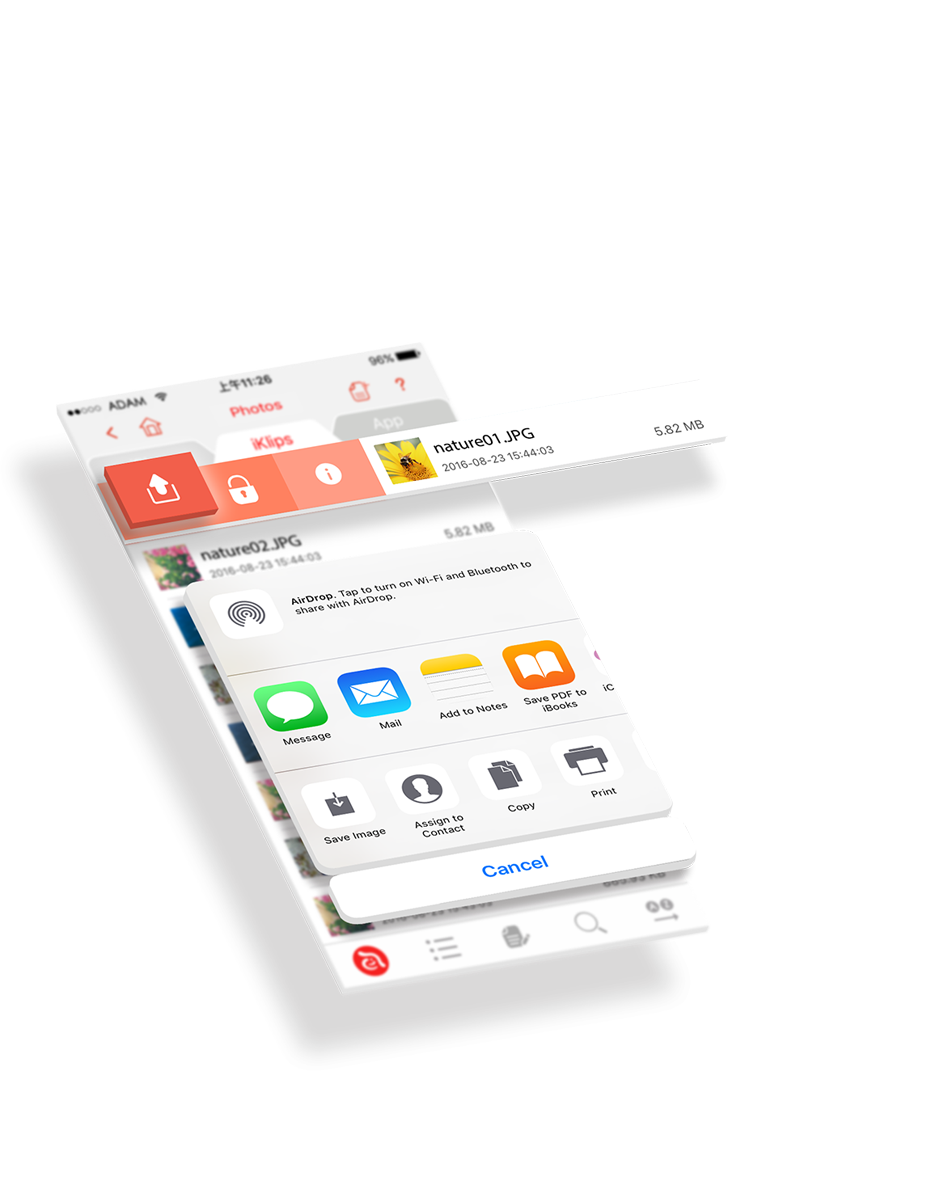 ADAM 上午11:26 96%
Photos
iKlips App
nature01.JPG
2016-08-23 15:44:03 5.82 MB
nature02.JPG
2016-08-23 15:44:03 5.82 MB
AirDrop. Tap to turn on Wi-Fi and Bluetooth to
share with AirDrop.
Message Mail Add to Notes Save PDF to
iBooks iC
Save Image Assign to
Contact Copy Print
Cancel